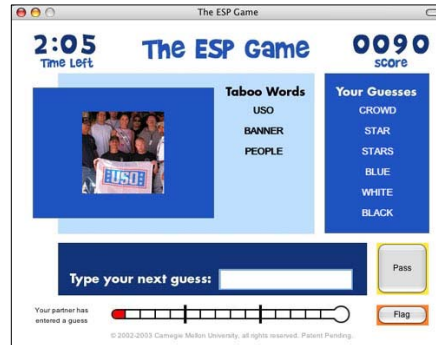 The ESP Game
2:05
Time Left
The ESP Game
0090
score
Taboo Words
USO
BANNER
PEOPLE
Your Guesses
CROWD
STAR
STARS
BLUE
WHITE
BLACK
USO
Type your next guess:
Pass
Your partner has
entered a guess
Flag
© 2002-2003 Carnegie Mellon University, all rights reserved. Patent Pending.